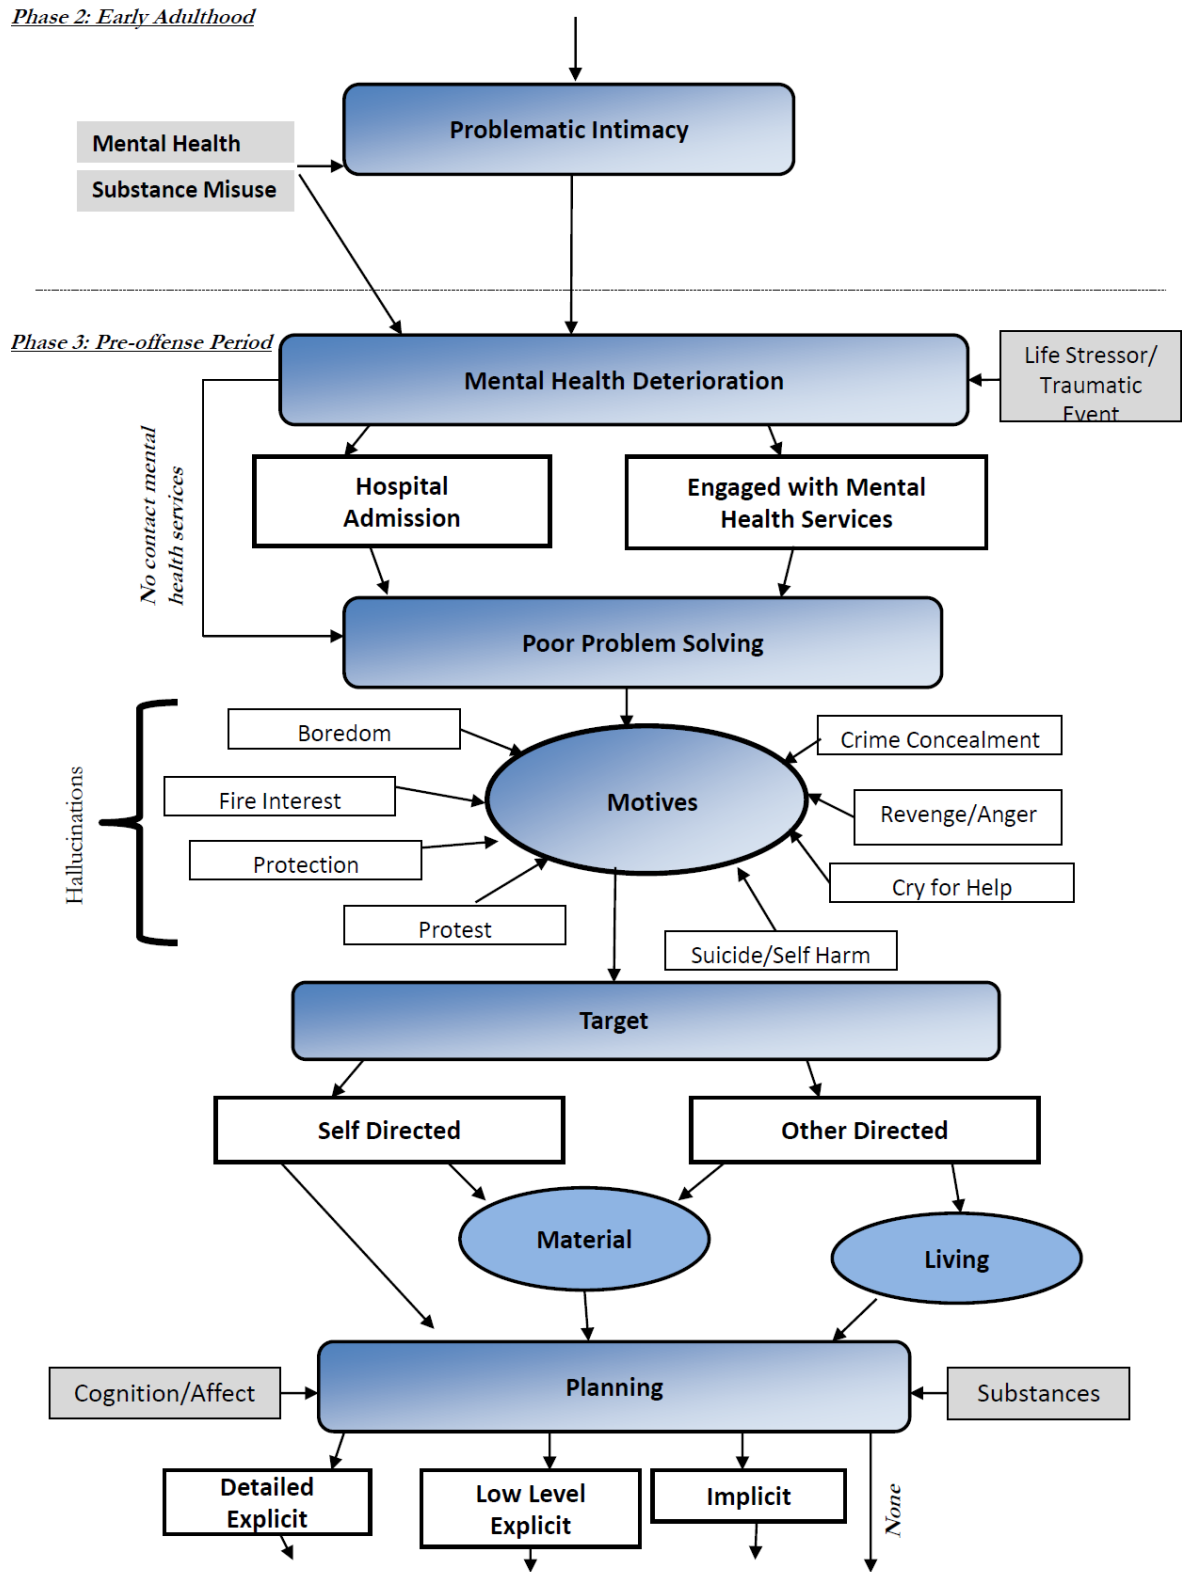 Phase 2: Early Adulthood
Problematic Intimacy
Mental Health
Substance Misuse
Phase 3: Pre-offense Period
Life Stressor/
Traumatic
Event
Mental Health Deterioration
No contact mental
health services
Hospital
Admission
Engaged with Mental
Health Services
Poor Problem Solving
Hallucinations
Boredom
Crime Concealment
Fire Interest
Motives
Revenge/Anger
Protection
Cry for Help
Protest
Suicide/Self Harm
Target
Self Directed
Other Directed
Material
Living
Cognition/Affect
Planning
Substances
Detailed
Explicit
Low Level
Explicit
Implicit
None